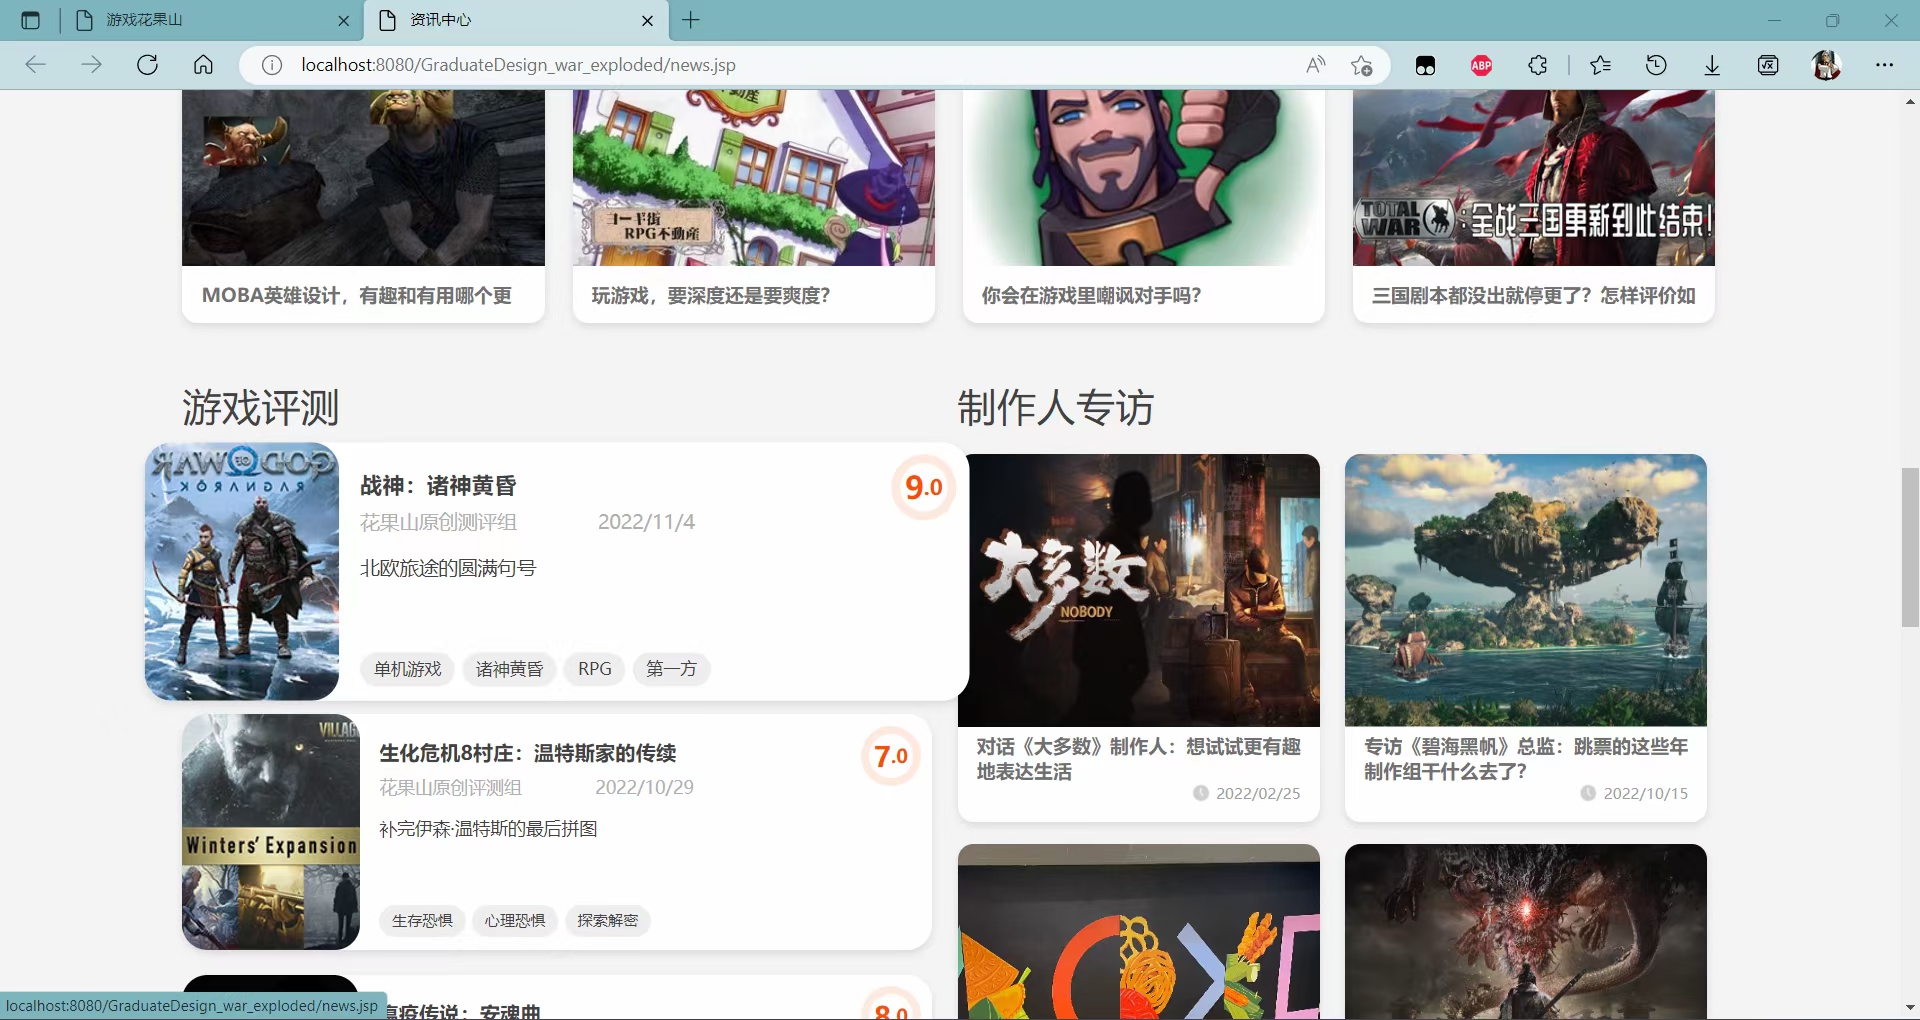 游戏花果山
资讯中心
localhost:8080/GraduateDesign_war_exploded/news.jsp
ABP
ヨーギ街
RPG不動産
TOTAL WAR:全战三国更新到此结束!
MOBA英雄设计，有趣和有用哪个更
玩游戏，要深度还是要爽度?
你会在游戏里嘲讽对手吗?
三国剧本都没出就停更了？怎样评价如
游戏评测
制作人专访
GOD OF WAR
RAGNARÖK
战神：诸神黄昏
9.0
花果山原创测评组
2022/11/4
北欧旅途的圆满句号
单机游戏
诸神黄昏
RPG
第一方
大多数
NOBODY
对话《大多数》制作人：想试试更有趣
地表达生活
2022/02/25
专访《碧海黑帆》总监：跳票的这些年
制作组干什么去了?
2022/10/15
VILLAG
Winters' Expansion
生化危机8村庄：温特斯家的传续
7.0
花果山原创评测组
2022/10/29
补完伊森·温特斯的最后拼图
生存恐惧
心理恐惧
探索解密
瘟疫传说：安魂曲
8.0
localhost:8080/GraduateDesign_war_exploded/news.jsp